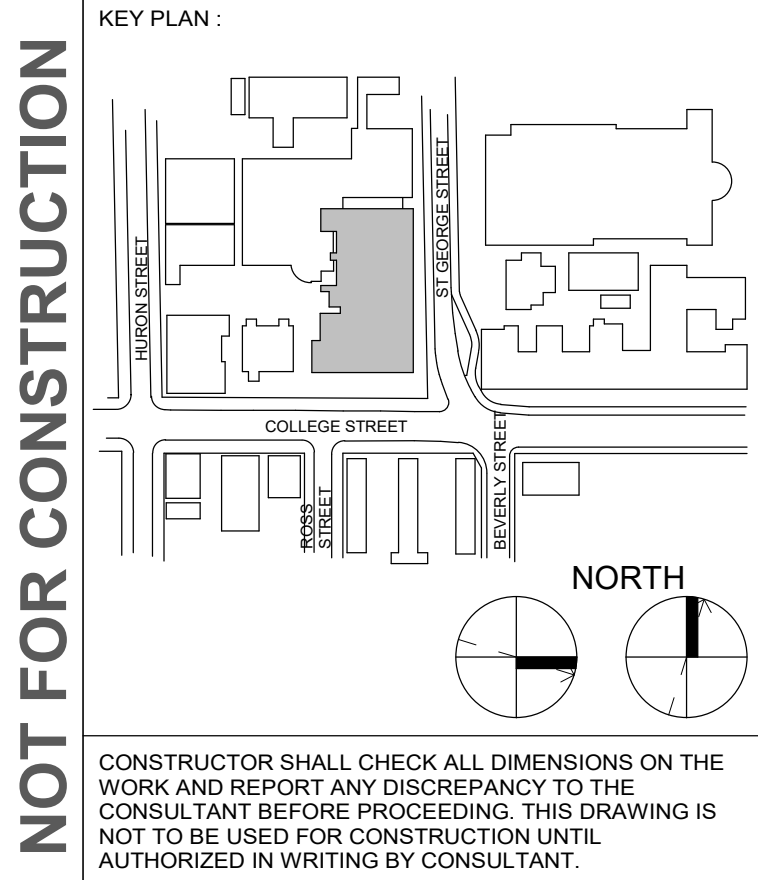 NOT FOR CONSTRUCTION
KEY PLAN :
HURON STREET
ST GEORGE STREET
COLLEGE STREET
ROSS
STREET
BEVERLY STREET
NORTH
CONSTRUCTOR SHALL CHECK ALL DIMENSIONS ON THE
WORK AND REPORT ANY DISCREPANCY TO THE
CONSULTANT BEFORE PROCEEDING. THIS DRAWING IS
NOT TO BE USED FOR CONSTRUCTION UNTIL
AUTHORIZED IN WRITING BY CONSULTANT.